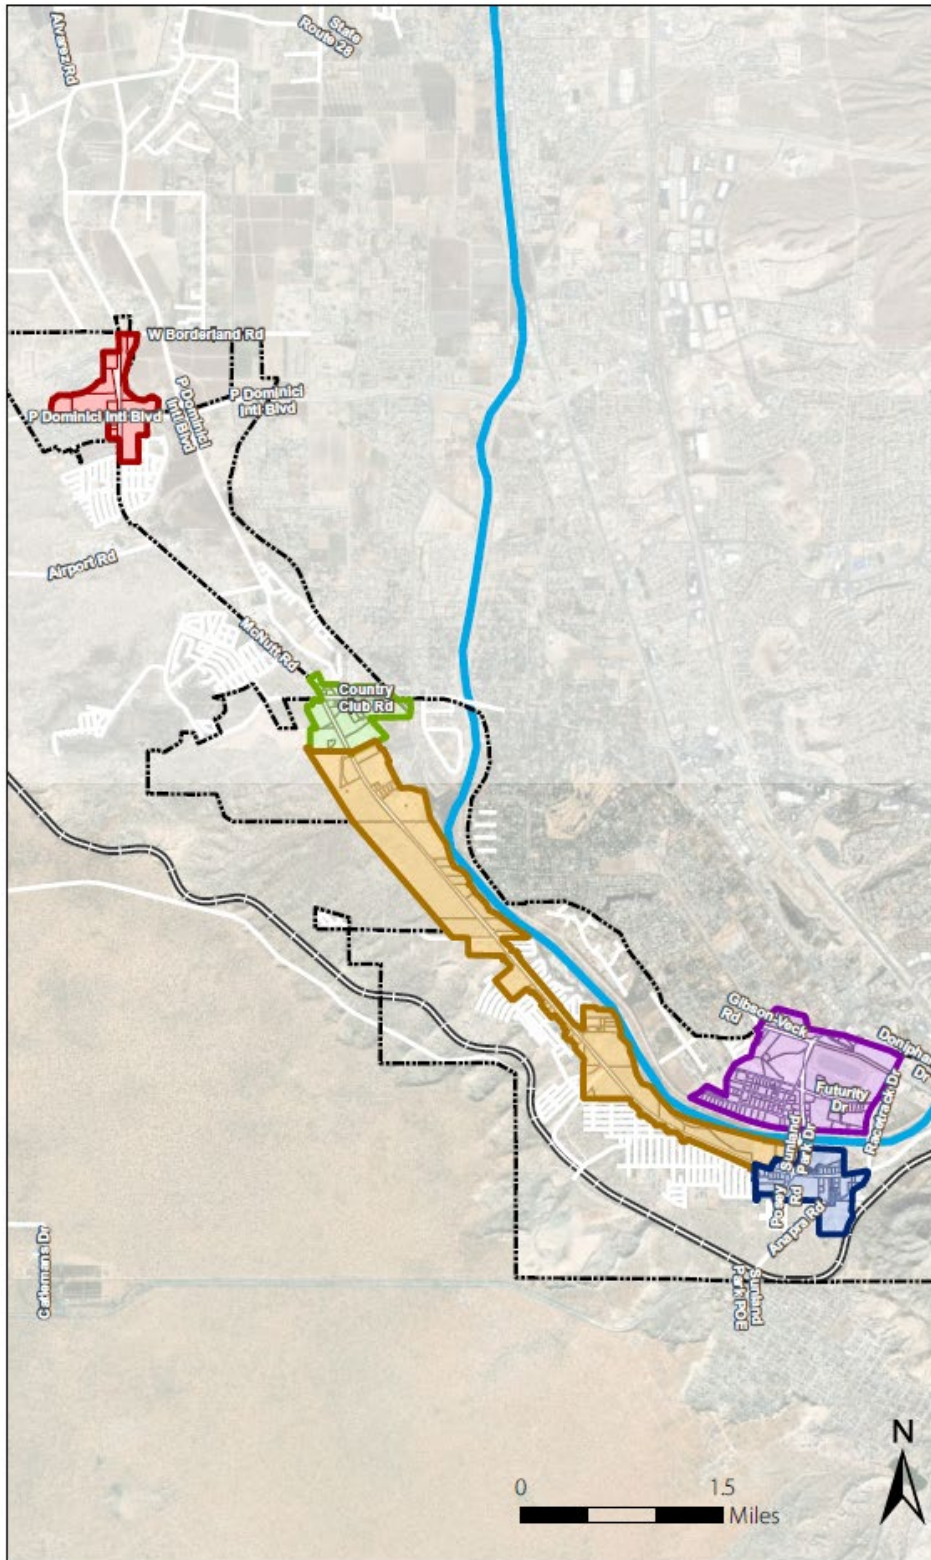 Alvarez Rd
State
Route 28
W Borderland Rd
P Dominici
Intl Blvd
P Dominici Intl Blvd
P Dominici
Intl Blvd
Airport Rd
McNutt Rd
Country
Club Rd
Gibson-Veck
Rd
Doniphan
Dr
Futurity
Dr
Racetrack Dr
Sunland
Park Dr
Posey
Rd
Anapra Rd
Sunland
Park POE
Cattlemans Dr
N
0 1.5
Miles